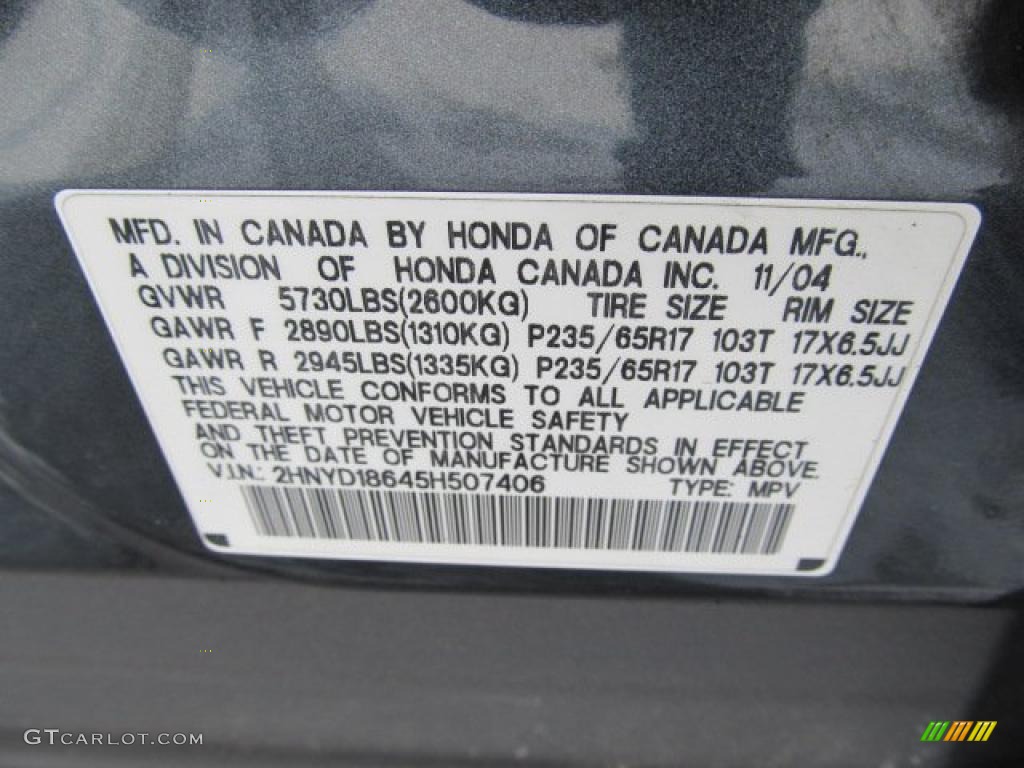 MFD. IN CANADA BY HONDA OF CANADA MFG.,
A DIVISION OF HONDA CANADA INC. 11/04
GVWR 5730LBS(2600KG) TIRE SIZE RIM SIZE
GAWR F 2890LBS(1310KG) P235/65R17 103T 17X6.5JJ
GAWR R 2945LBS(1335KG) P235/65R17 103T 17X6.5JJ
THIS VEHICLE CONFORMS TO ALL APPLICABLE
FEDERAL MOTOR VEHICLE SAFETY
AND THEFT PREVENTION STANDARDS IN EFFECT
ON THE DATE OF MANUFACTURE SHOWN ABOVE.
V.I.N.: 2HNYD18645H507406 TYPE: MPV
GTCARLOT.COM